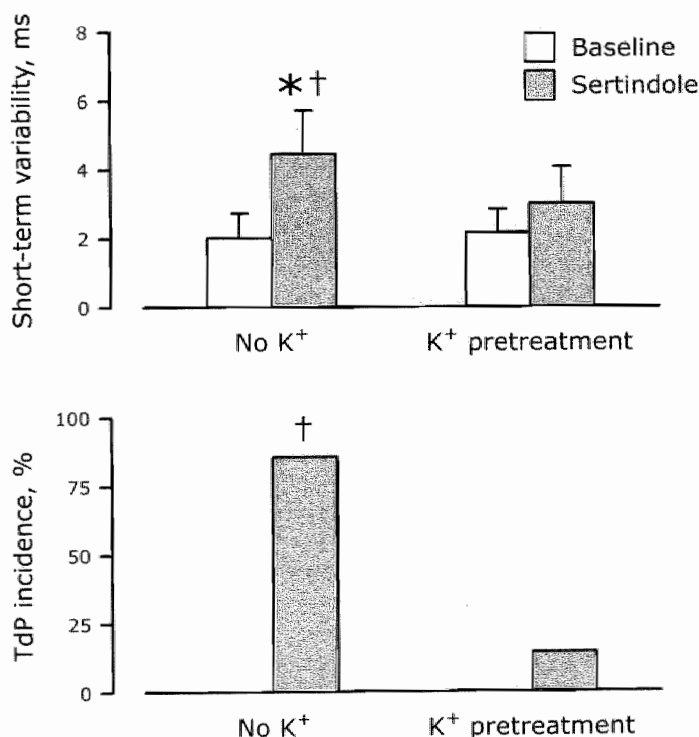 Short-term variability, ms
8
6
4
2
0
Baseline
Sertindole
*†
No K+
K+ pretreatment
TdP incidence, %
100
75
50
25
0
†
No K+
K+ pretreatment